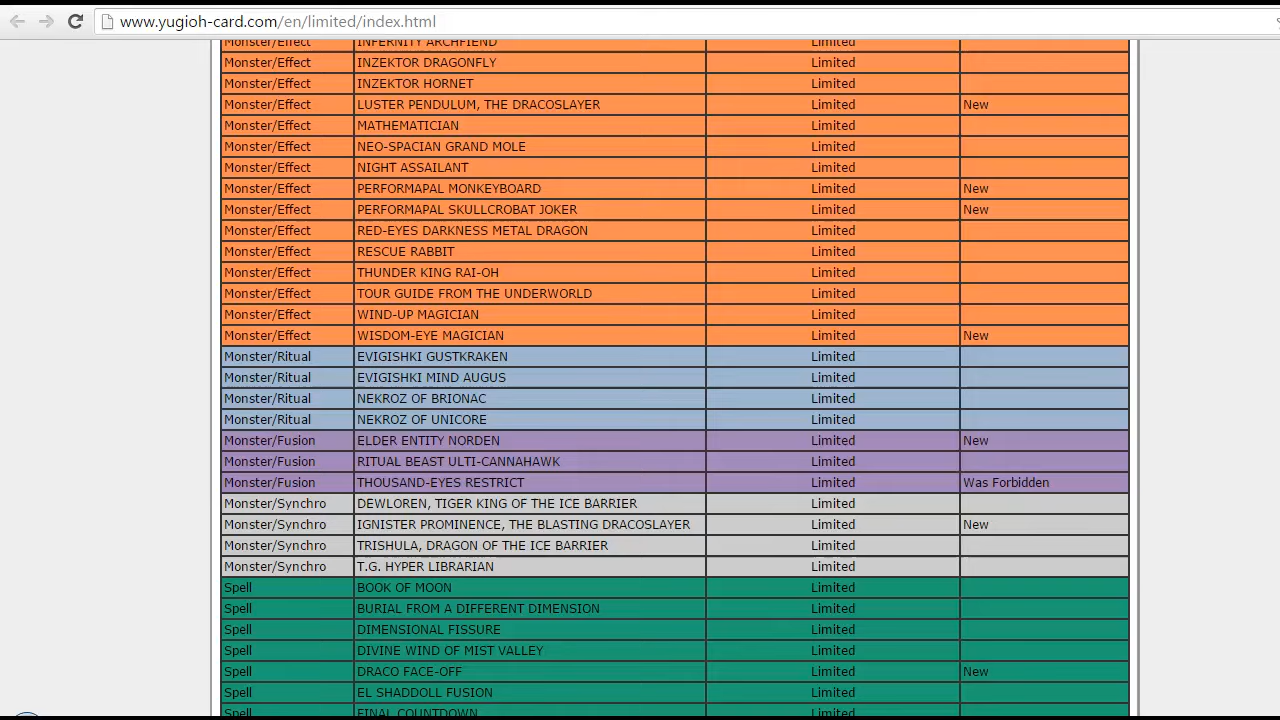 www.yugioh-card.com/en/limited/index.html
Monster/Effect INFERNITY ARCHFIEND Limited
Monster/Effect INZEKTOR DRAGONFLY Limited
Monster/Effect INZEKTOR HORNET Limited
Monster/Effect LUSTER PENDULUM, THE DRACOSLAYER Limited New
Monster/Effect MATHEMATICIAN Limited
Monster/Effect NEO-SPACIAN GRAND MOLE Limited
Monster/Effect NIGHT ASSAILANT Limited
Monster/Effect PERFORMAPAL MONKEYBOARD Limited New
Monster/Effect PERFORMAPAL SKULLCROBAT JOKER Limited New
Monster/Effect RED-EYES DARKNESS METAL DRAGON Limited
Monster/Effect RESCUE RABBIT Limited
Monster/Effect THUNDER KING RAI-OH Limited
Monster/Effect TOUR GUIDE FROM THE UNDERWORLD Limited
Monster/Effect WIND-UP MAGICIAN Limited
Monster/Effect WISDOM-EYE MAGICIAN Limited New
Monster/Ritual EVIGISHKI GUSTKRAKEN Limited
Monster/Ritual EVIGISHKI MIND AUGUS Limited
Monster/Ritual NEKROZ OF BRIONAC Limited
Monster/Ritual NEKROZ OF UNICORE Limited
Monster/Fusion ELDER ENTITY NORDEN Limited New
Monster/Fusion RITUAL BEAST ULTI-CANNAHAWK Limited
Monster/Fusion THOUSAND-EYES RESTRICT Limited Was Forbidden
Monster/Synchro DEWLOREN, TIGER KING OF THE ICE BARRIER Limited
Monster/Synchro IGNISTER PROMINENCE, THE BLASTING DRACOSLAYER Limited New
Monster/Synchro TRISHULA, DRAGON OF THE ICE BARRIER Limited
Monster/Synchro T.G. HYPER LIBRARIAN Limited
Spell BOOK OF MOON Limited
Spell BURIAL FROM A DIFFERENT DIMENSION Limited
Spell DIMENSIONAL FISSURE Limited
Spell DIVINE WIND OF MIST VALLEY Limited
Spell DRACO FACE-OFF Limited New
Spell EL SHADDOLL FUSION Limited
Spell FINAL COUNTDOWN Limited